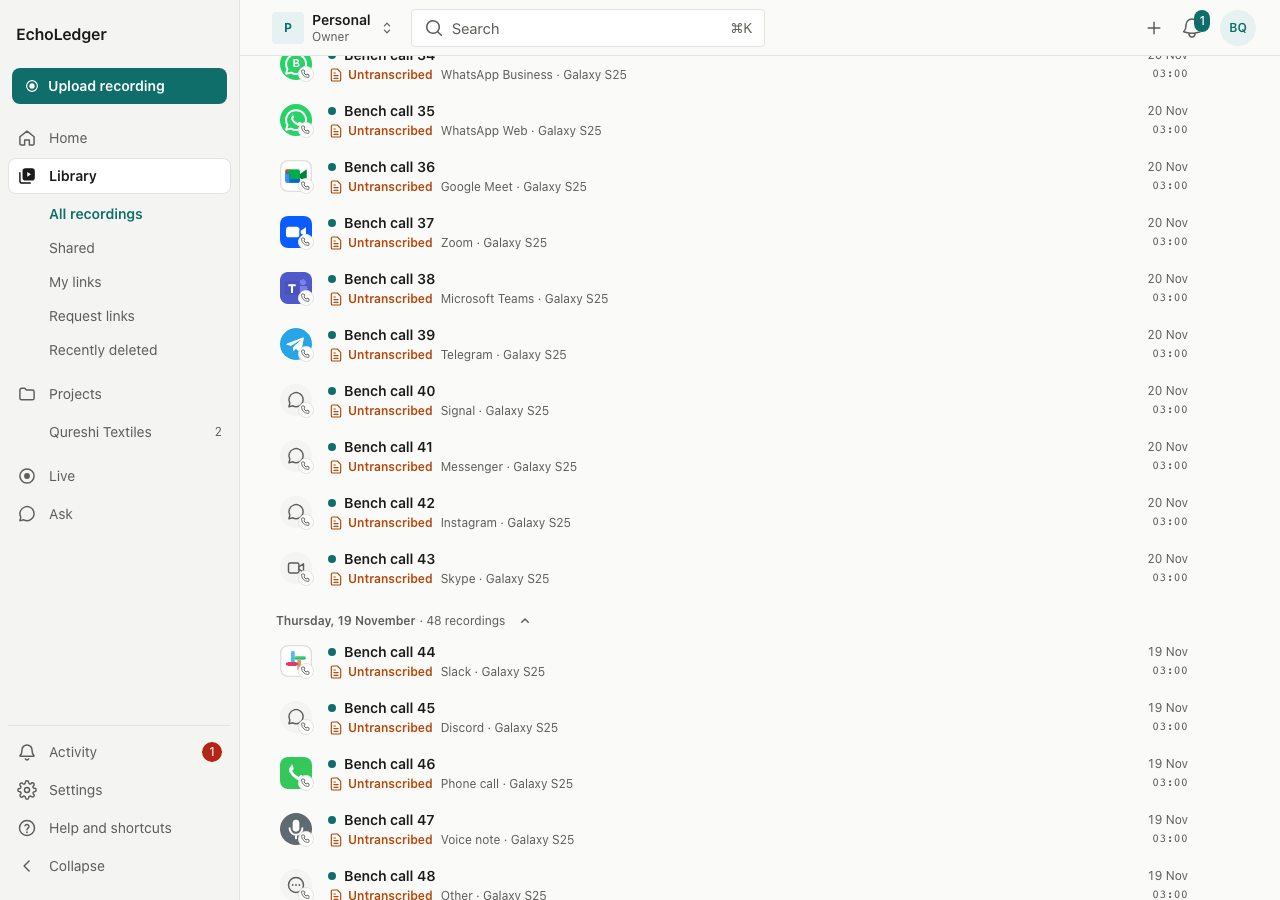 EchoLedger
Upload recording
Home
Library
All recordings
Shared
My links
Request links
Recently deleted
Projects
Qureshi Textiles 2
Live
Ask
Activity 1
Settings
Help and shortcuts
Collapse
P Personal
Owner
Search ⌘K
1
BQ
Bench call 34 20 Nov
Untranscribed WhatsApp Business · Galaxy S25 03:00
Bench call 35 20 Nov
Untranscribed WhatsApp Web · Galaxy S25 03:00
Bench call 36 20 Nov
Untranscribed Google Meet · Galaxy S25 03:00
Bench call 37 20 Nov
Untranscribed Zoom · Galaxy S25 03:00
Bench call 38 20 Nov
Untranscribed Microsoft Teams · Galaxy S25 03:00
Bench call 39 20 Nov
Untranscribed Telegram · Galaxy S25 03:00
Bench call 40 20 Nov
Untranscribed Signal · Galaxy S25 03:00
Bench call 41 20 Nov
Untranscribed Messenger · Galaxy S25 03:00
Bench call 42 20 Nov
Untranscribed Instagram · Galaxy S25 03:00
Bench call 43 20 Nov
Untranscribed Skype · Galaxy S25 03:00
Thursday, 19 November · 48 recordings
Bench call 44 19 Nov
Untranscribed Slack · Galaxy S25 03:00
Bench call 45 19 Nov
Untranscribed Discord · Galaxy S25 03:00
Bench call 46 19 Nov
Untranscribed Phone call · Galaxy S25 03:00
Bench call 47 19 Nov
Untranscribed Voice note · Galaxy S25 03:00
Bench call 48 19 Nov
Untranscribed Other · Galaxy S25 03:00